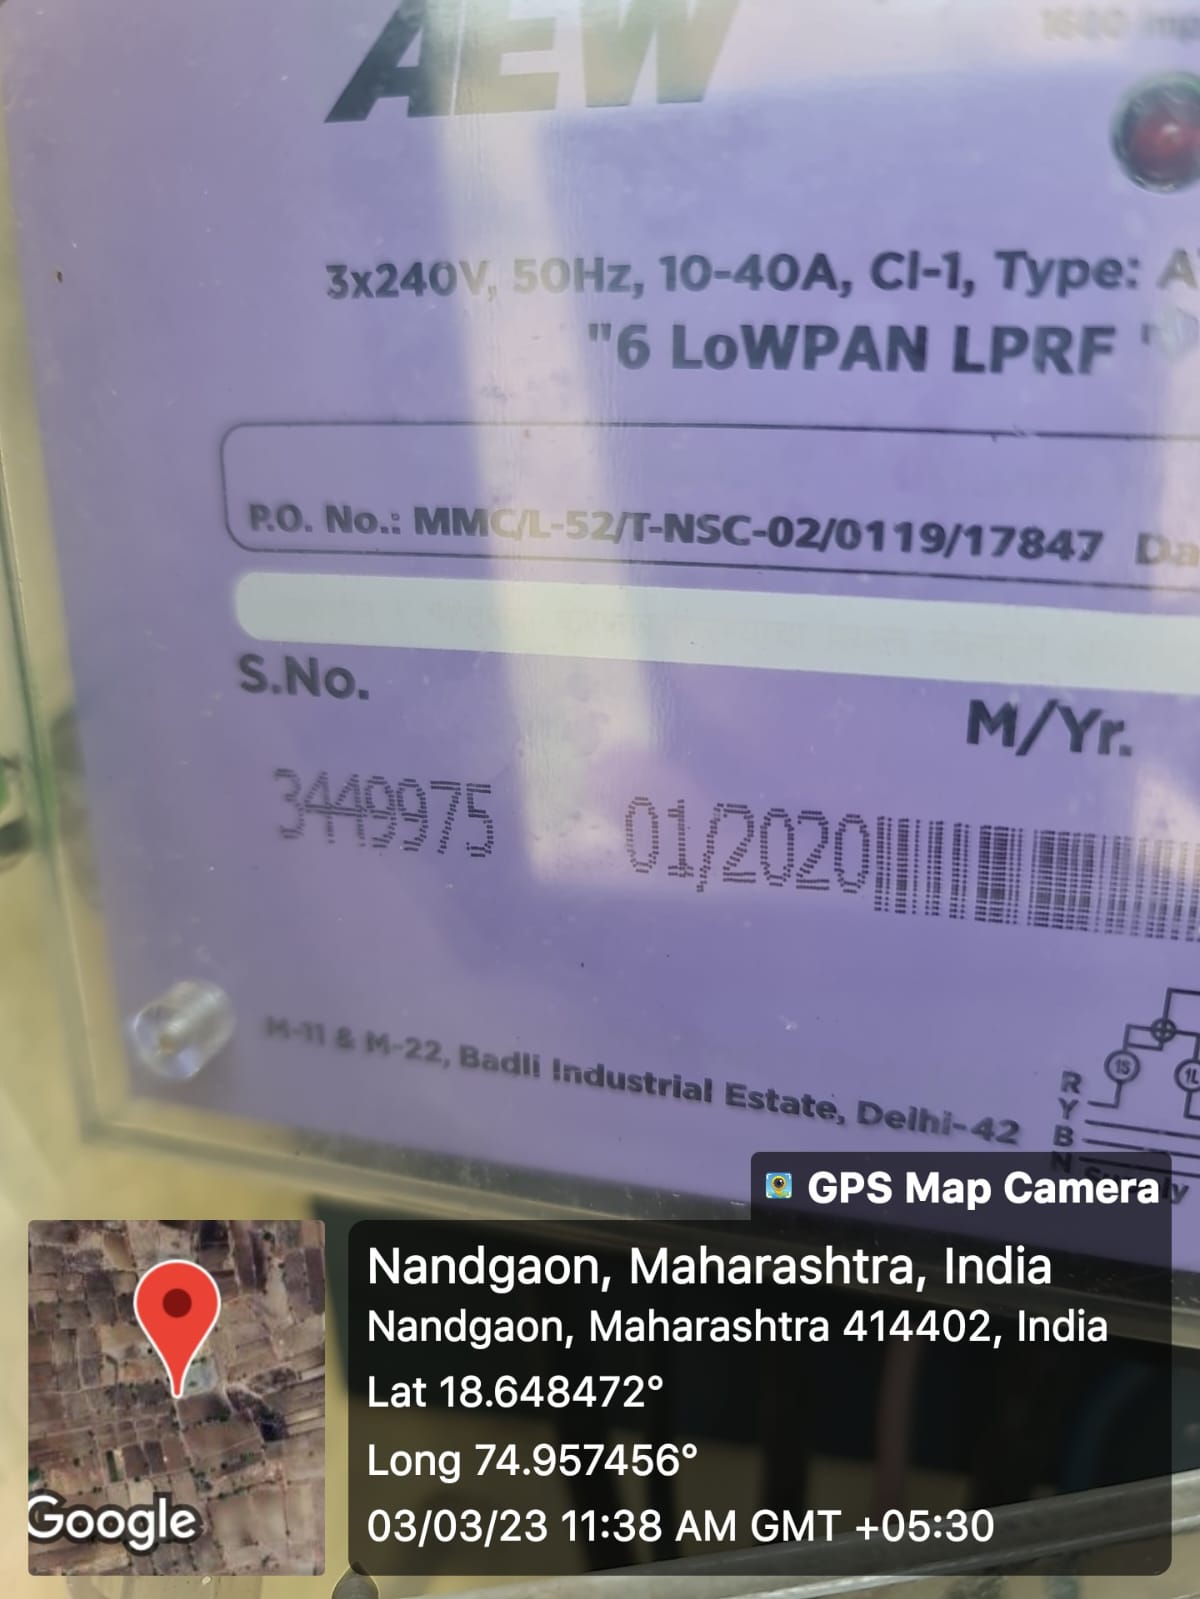 AEW
3x240V, 50Hz, 10-40A, Cl-1, Type:
"6 LoWPAN LPRF "
P.O. No.: MMC/L-52/T-NSC-02/0119/17847
S.No.
M/Yr.
3449975 01/2020
M-11 & M-22, Badli Industrial Estate, Delhi-42
1S
1L
R
Y
B
N
GPS Map Camera
Nandgaon, Maharashtra, India
Nandgaon, Maharashtra 414402, India
Lat 18.648472°
Long 74.957456°
03/03/23 11:38 AM GMT +05:30
Google